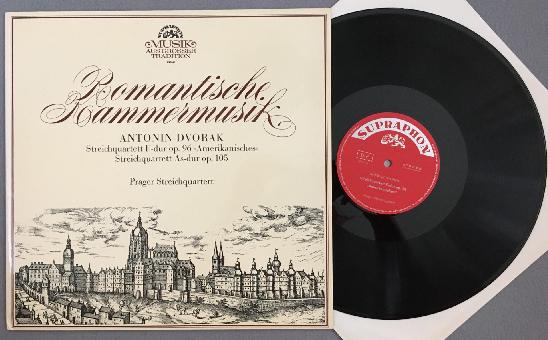 MUSIK
AUS GROSSER
TRADITION
Romantische
Kammermusik
ANTONIN DVORAK
Streichquartett F-dur op. 96 »Amerikanisches«
Streichquartett As-dur op. 105
Prager Streichquartett
SUPRAPHON